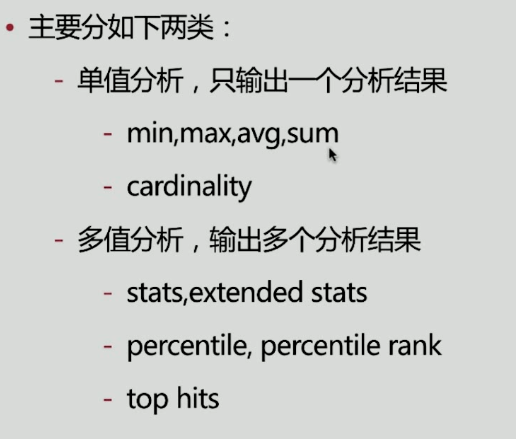 • 主要分如下两类：
- 单值分析，只输出一个分析结果
- min,max,avg,sum
- cardinality
- 多值分析，输出多个分析结果
- stats,extended stats
- percentile, percentile rank
- top hits